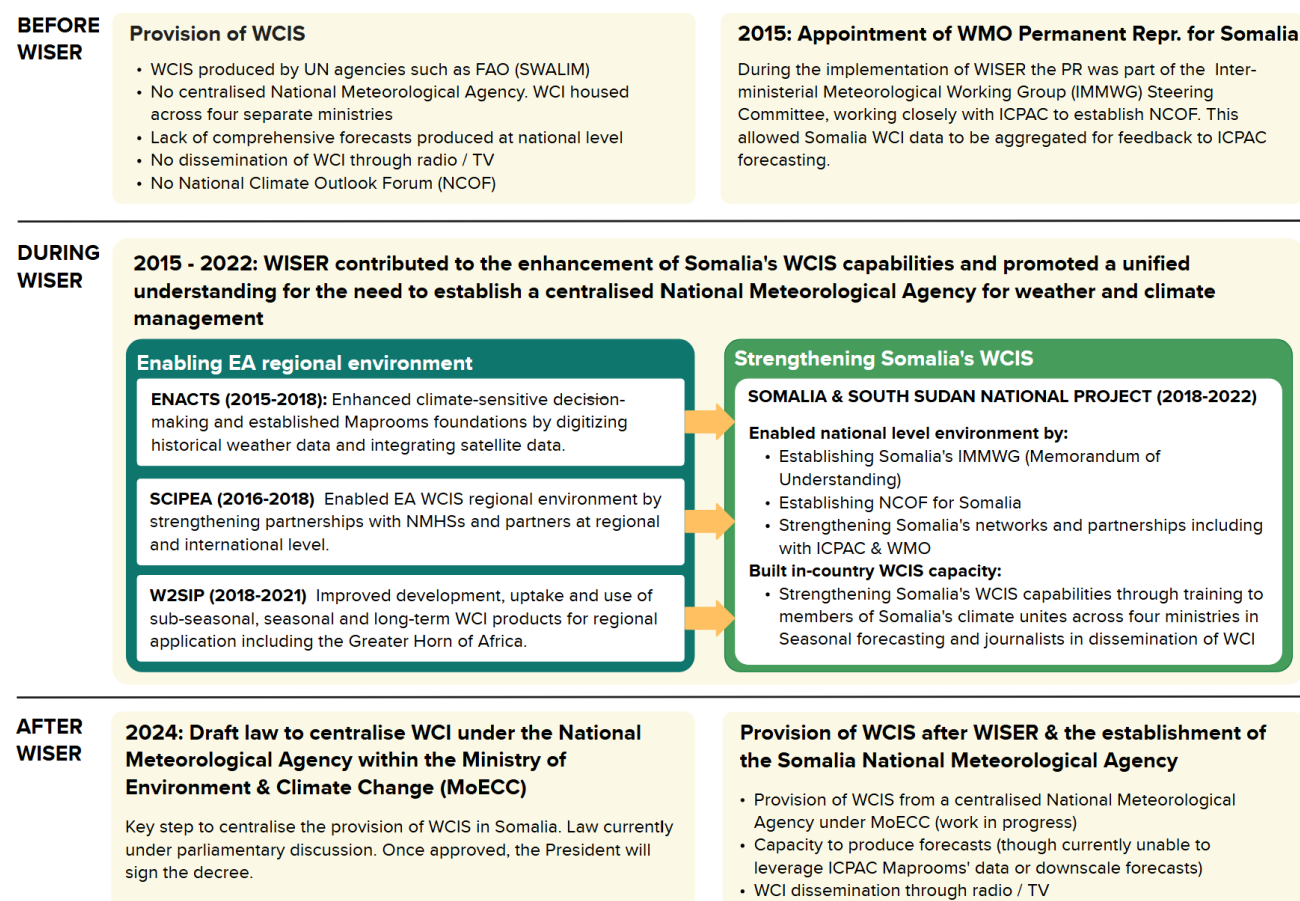 BEFORE
WISER
Provision of WCIS
• WCIS produced by UN agencies such as FAO (SWALIM)
• No centralised National Meteorological Agency. WCI housed
across four separate ministries
• Lack of comprehensive forecasts produced at national level
• No dissemination of WCI through radio / TV
• No National Climate Outlook Forum (NCOF)
2015: Appointment of WMO Permanent Repr. for Somalia
During the implementation of WISER the PR was part of the Inter-
ministerial Meteorological Working Group (IMMWG) Steering
Committee, working closely with ICPAC to establish NCOF. This
allowed Somalia WCI data to be aggregated for feedback to ICPAC
forecasting.
DURING
WISER
2015 - 2022: WISER contributed to the enhancement of Somalia's WCIS capabilities and promoted a unified
understanding for the need to establish a centralised National Meteorological Agency for weather and climate
management
Enabling EA regional environment
ENACTS (2015-2018): Enhanced climate-sensitive decision-
making and established Maprooms foundations by digitizing
historical weather data and integrating satellite data.
SCIPEA (2016-2018) Enabled EA WCIS regional environment by
strengthening partnerships with NMHSs and partners at regional
and international level.
W2SIP (2018-2021) Improved development, uptake and use of
sub-seasonal, seasonal and long-term WCI products for regional
application including the Greater Horn of Africa.
Strengthening Somalia's WCIS
SOMALIA & SOUTH SUDAN NATIONAL PROJECT (2018-2022)
Enabled national level environment by:
• Establishing Somalia's IMMWG (Memorandum of
Understanding)
• Establishing NCOF for Somalia
• Strengthening Somalia's networks and partnerships including
with ICPAC & WMO
Built in-country WCIS capacity:
• Strengthening Somalia's WCIS capabilities through training to
members of Somalia's climate unites across four ministries in
Seasonal forecasting and journalists in dissemination of WCI
AFTER
WISER
2024: Draft law to centralise WCI under the National
Meteorological Agency within the Ministry of
Environment & Climate Change (MoECC)
Key step to centralise the provision of WCIS in Somalia. Law currently
under parliamentary discussion. Once approved, the President will
sign the decree.
Provision of WCIS after WISER & the establishment of
the Somalia National Meteorological Agency
• Provision of WCIS from a centralised National Meteorological
Agency under MoECC (work in progress)
• Capacity to produce forecasts (though currently unable to
leverage ICPAC Maprooms' data or downscale forecasts)
• WCI dissemination through radio / TV